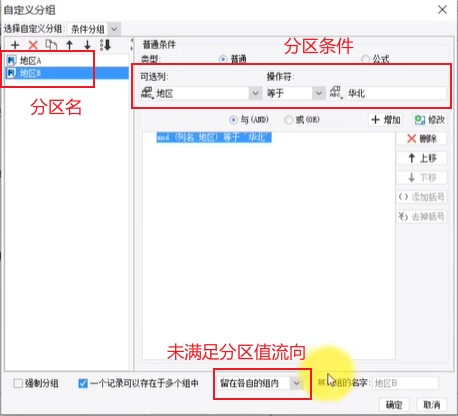 自定义分组
选择自定义分组: 条件分组
普通条件
分区条件
类型:
普通
公式
地区A
地区B
可选列:
操作符:
地区
等于
华北
分区名
与(AND)
或(OR)
增加
修改
and (列名 地区) 等于 '华北'
删除
上移
下移
添加括号
去掉括号
未满足分区值流向
强制分组
一个记录可以存在于多个组中
留在各自的组内
组的名字:
地区B
确定
取消